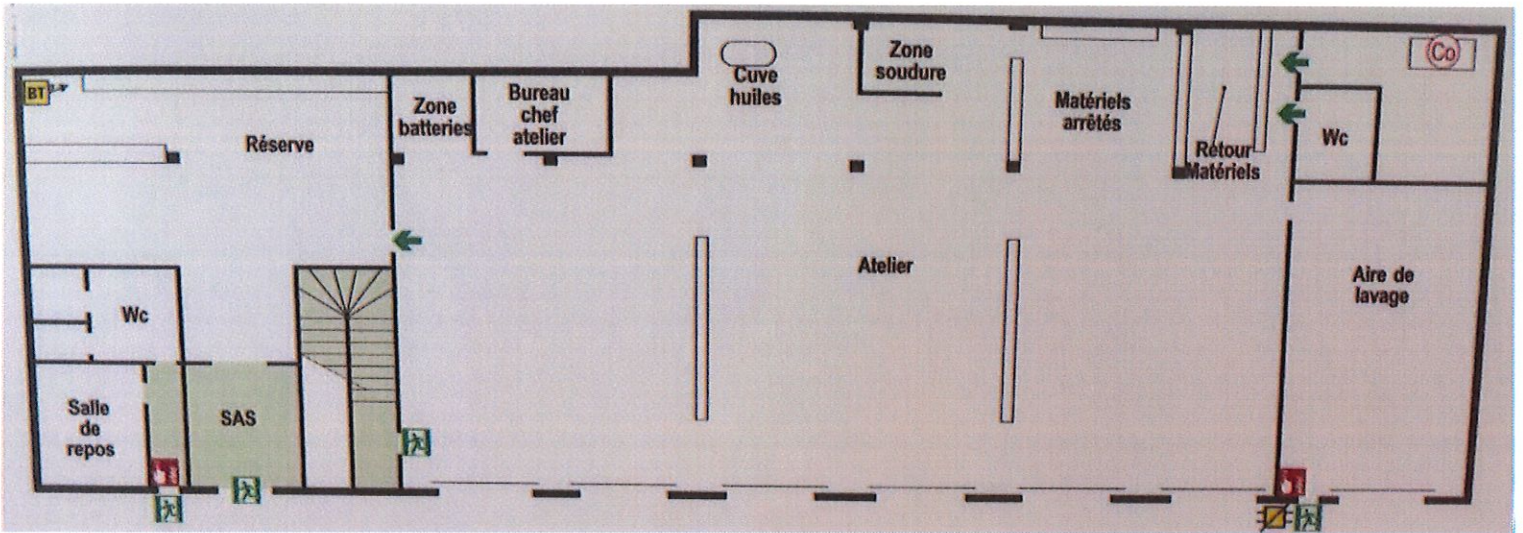 BT
Réserve
Zone
batteries
Bureau
chef
atelier
Cuve
huiles
Zone
soudure
Matériels
arrêtés
Retour
Matériels
Wc
Co
Atelier
Aire de
lavage
Wc
Salle
de
repos
SAS